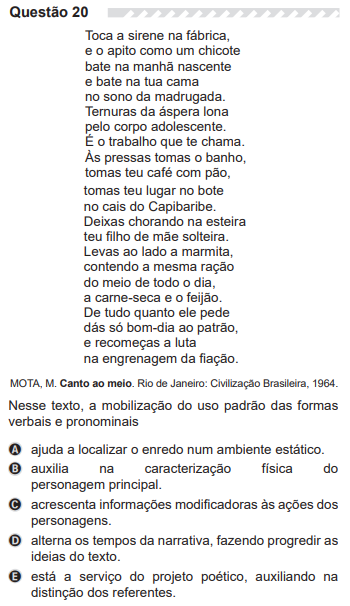 Questão 20
Toca a sirene na fábrica,
e o apito como um chicote
bate na manhã nascente
e bate na tua cama
no sono da madrugada.
Ternuras da áspera lona
pelo corpo adolescente.
É o trabalho que te chama.
Às pressas tomas o banho,
tomas teu café com pão,
tomas teu lugar no bote
no cais do Capibaribe.
Deixas chorando na esteira
teu filho de mãe solteira.
Levas ao lado a marmita,
contendo a mesma ração
do meio de todo o dia,
a carne-seca e o feijão.
De tudo quanto ele pede
dás só bom-dia ao patrão,
e recomeças a luta
na engrenagem da fiação.
MOTA, M. Canto ao meio. Rio de Janeiro: Civilização Brasileira, 1964.
Nesse texto, a mobilização do uso padrão das formas
verbais e pronominais
A ajuda a localizar o enredo num ambiente estático.
B auxilia na caracterização física do
personagem principal.
C acrescenta informações modificadoras às ações dos
personagens.
D alterna os tempos da narrativa, fazendo progredir as
ideias do texto.
E está a serviço do projeto poético, auxiliando na
distinção dos referentes.